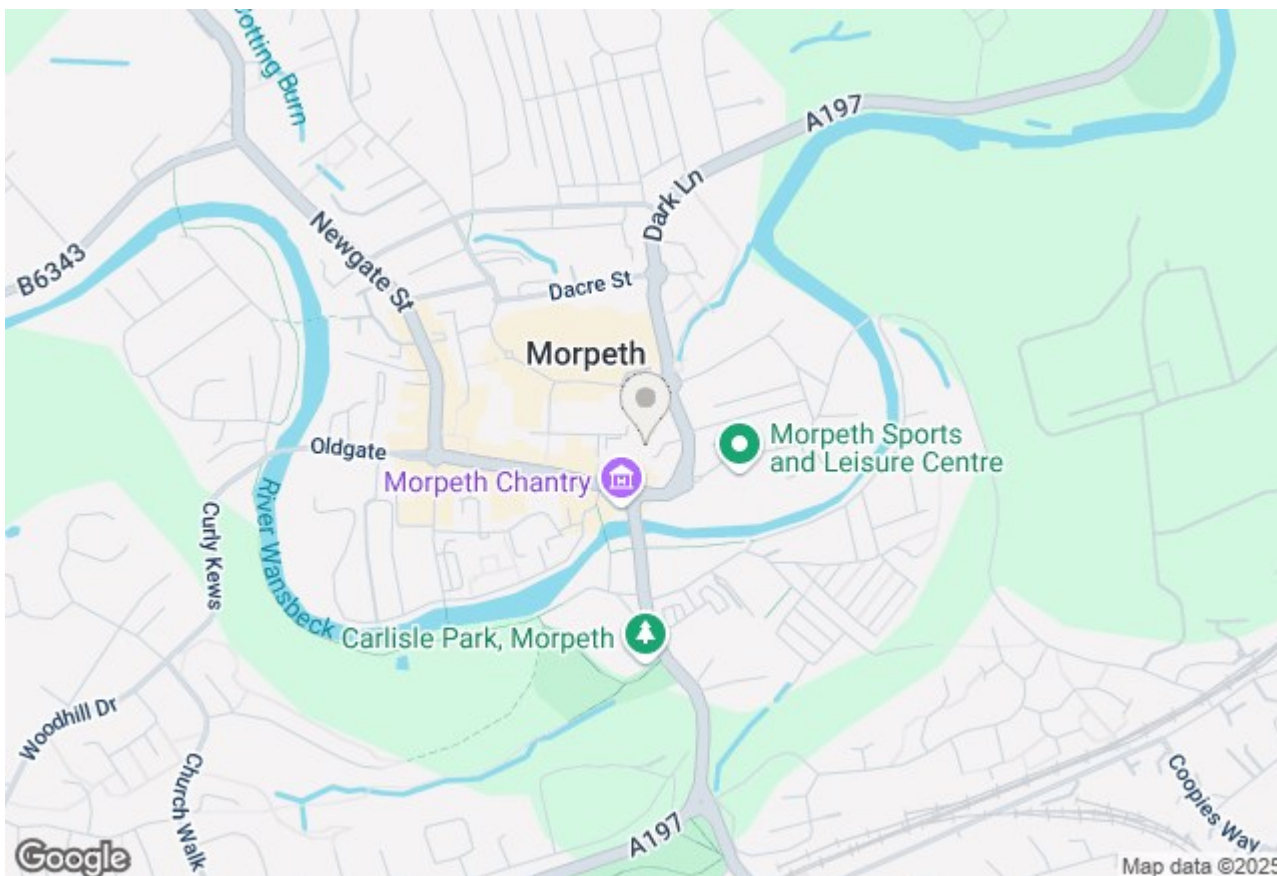 Cotting Burn
A197
Dark Ln
B6343
Newgate St
Dacre St
Morpeth
Oldgate
Morpeth Sports
and Leisure Centre
Morpeth Chantry
Curly Kews
River Wansbeck
Carlisle Park, Morpeth
Woodhill Dr
Church Walk
Coopies Way
A197
Google
Map data ©2025